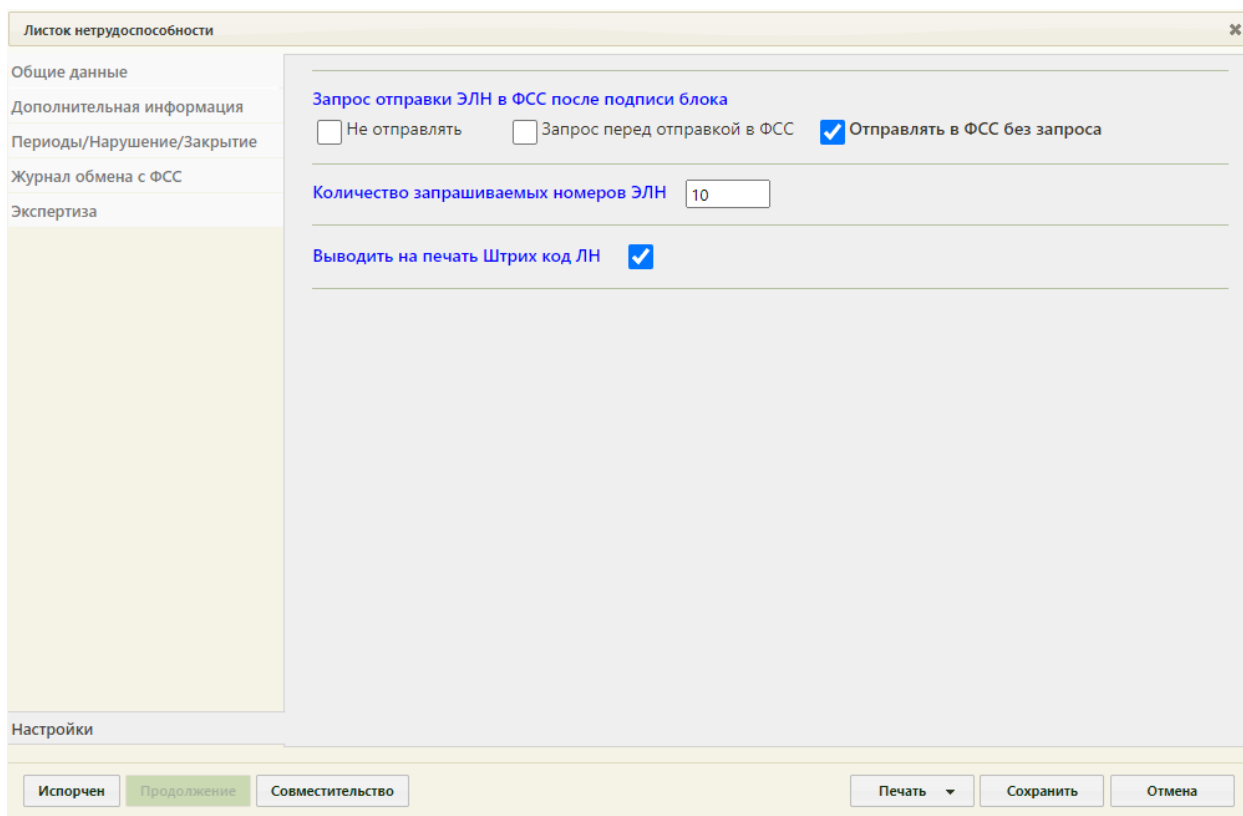 Листок нетрудоспособности
Общие данные
Дополнительная информация
Периоды/Нарушение/Закрытие
Журнал обмена с ФСС
Экспертиза
Запрос отправки ЭЛН в ФСС после подписи блока
Не отправлять Запрос перед отправкой в ФСС Отправлять в ФСС без запроса
Количество запрашиваемых номеров ЭЛН 10
Выводить на печать Штрих код ЛН
Настройки
Испорчен Продолжение Совместительство Печать Сохранить Отмена